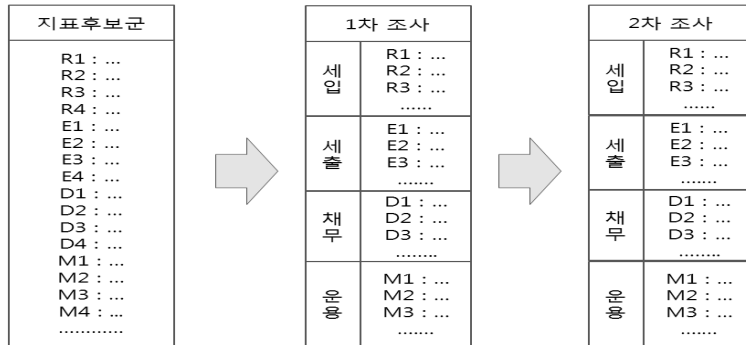 지표후보군
R1 : ...
R2 : ...
R3 : ...
R4 : ...
E1 : ...
E2 : ...
E3 : ...
E4 : ...
D1 : ...
D2 : ...
D3 : ...
D4 : ...
M1 : ...
M2 : ...
M3 : ...
M4 : ...
............
1차 조사
세입
R1 : ...
R2 : ...
R3 : ...
......
세출
E1 : ...
E2 : ...
E3 : ...
.......
채무
D1 : ...
D2 : ...
D3 : ...
........
운용
M1 : ...
M2 : ...
M3 : ...
......
2차 조사
세입
R1 : ...
R2 : ...
R3 : ...
......
세출
E1 : ...
E2 : ...
E3 : ...
.......
채무
D1 : ...
D2 : ...
D3 : ...
........
운용
M1 : ...
M2 : ...
M3 : ...
......